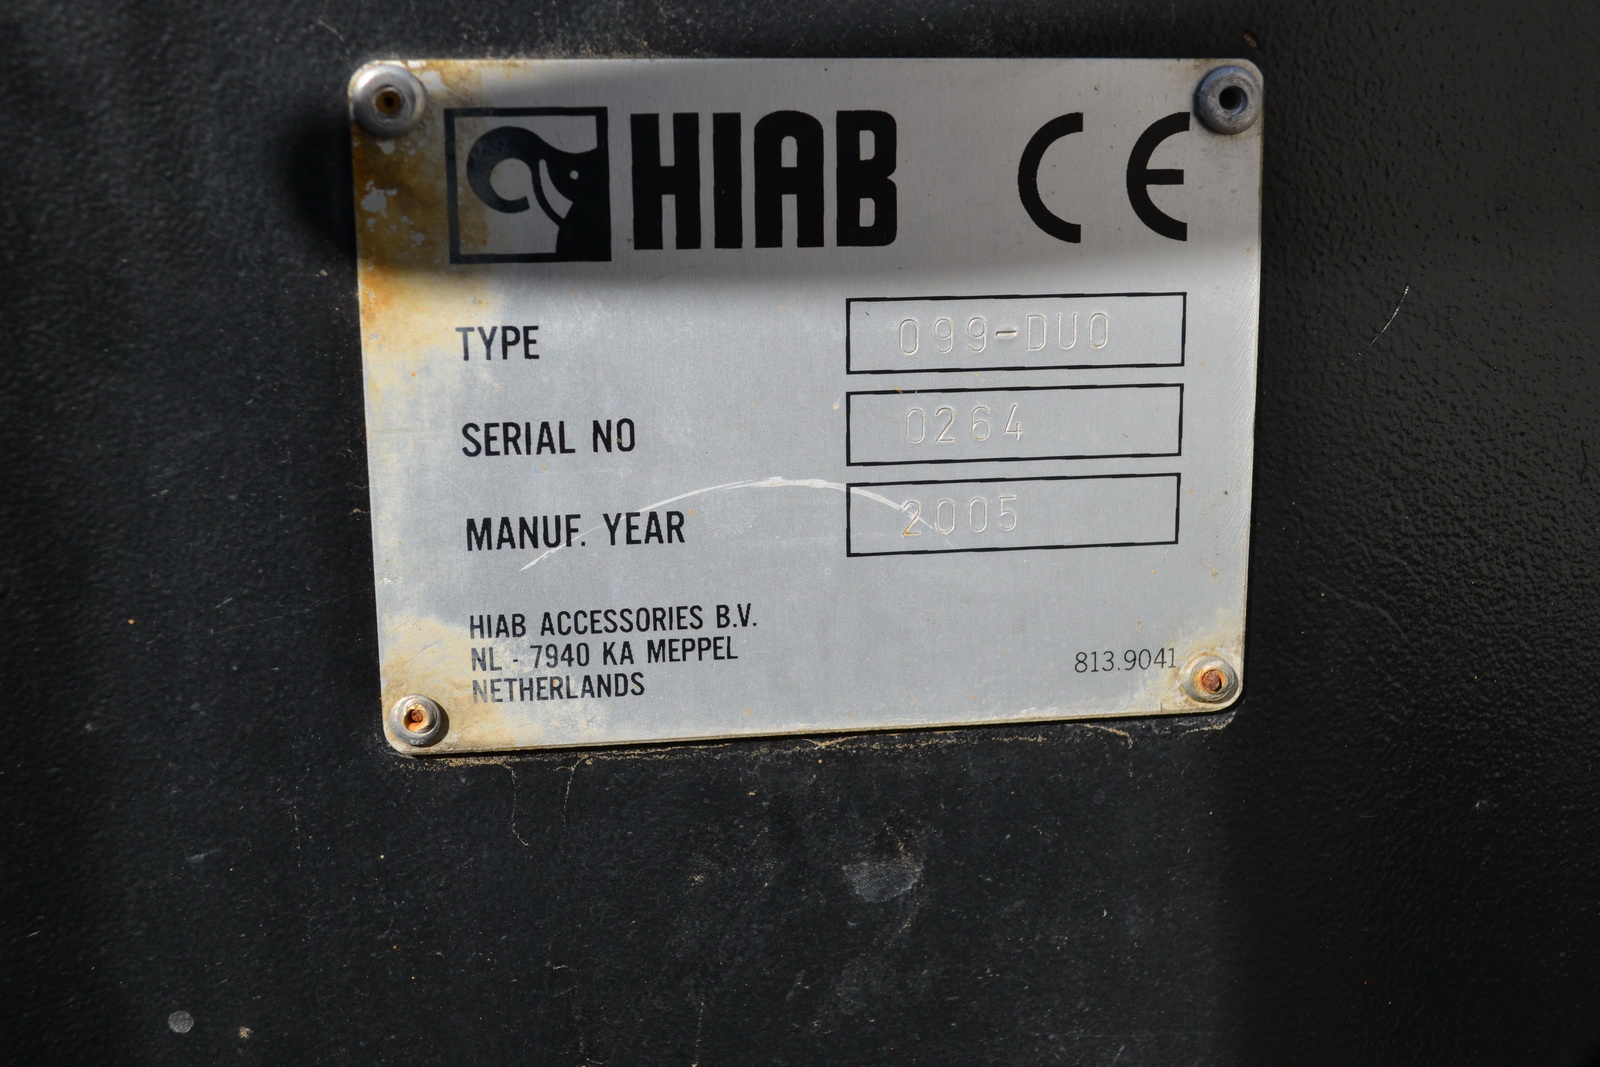 HIAB CE
TYPE 099-DUO
SERIAL NO 0264
MANUF. YEAR 2005
HIAB ACCESSORIES B.V.
NL - 7940 KA MEPPEL
NETHERLANDS
813.9041